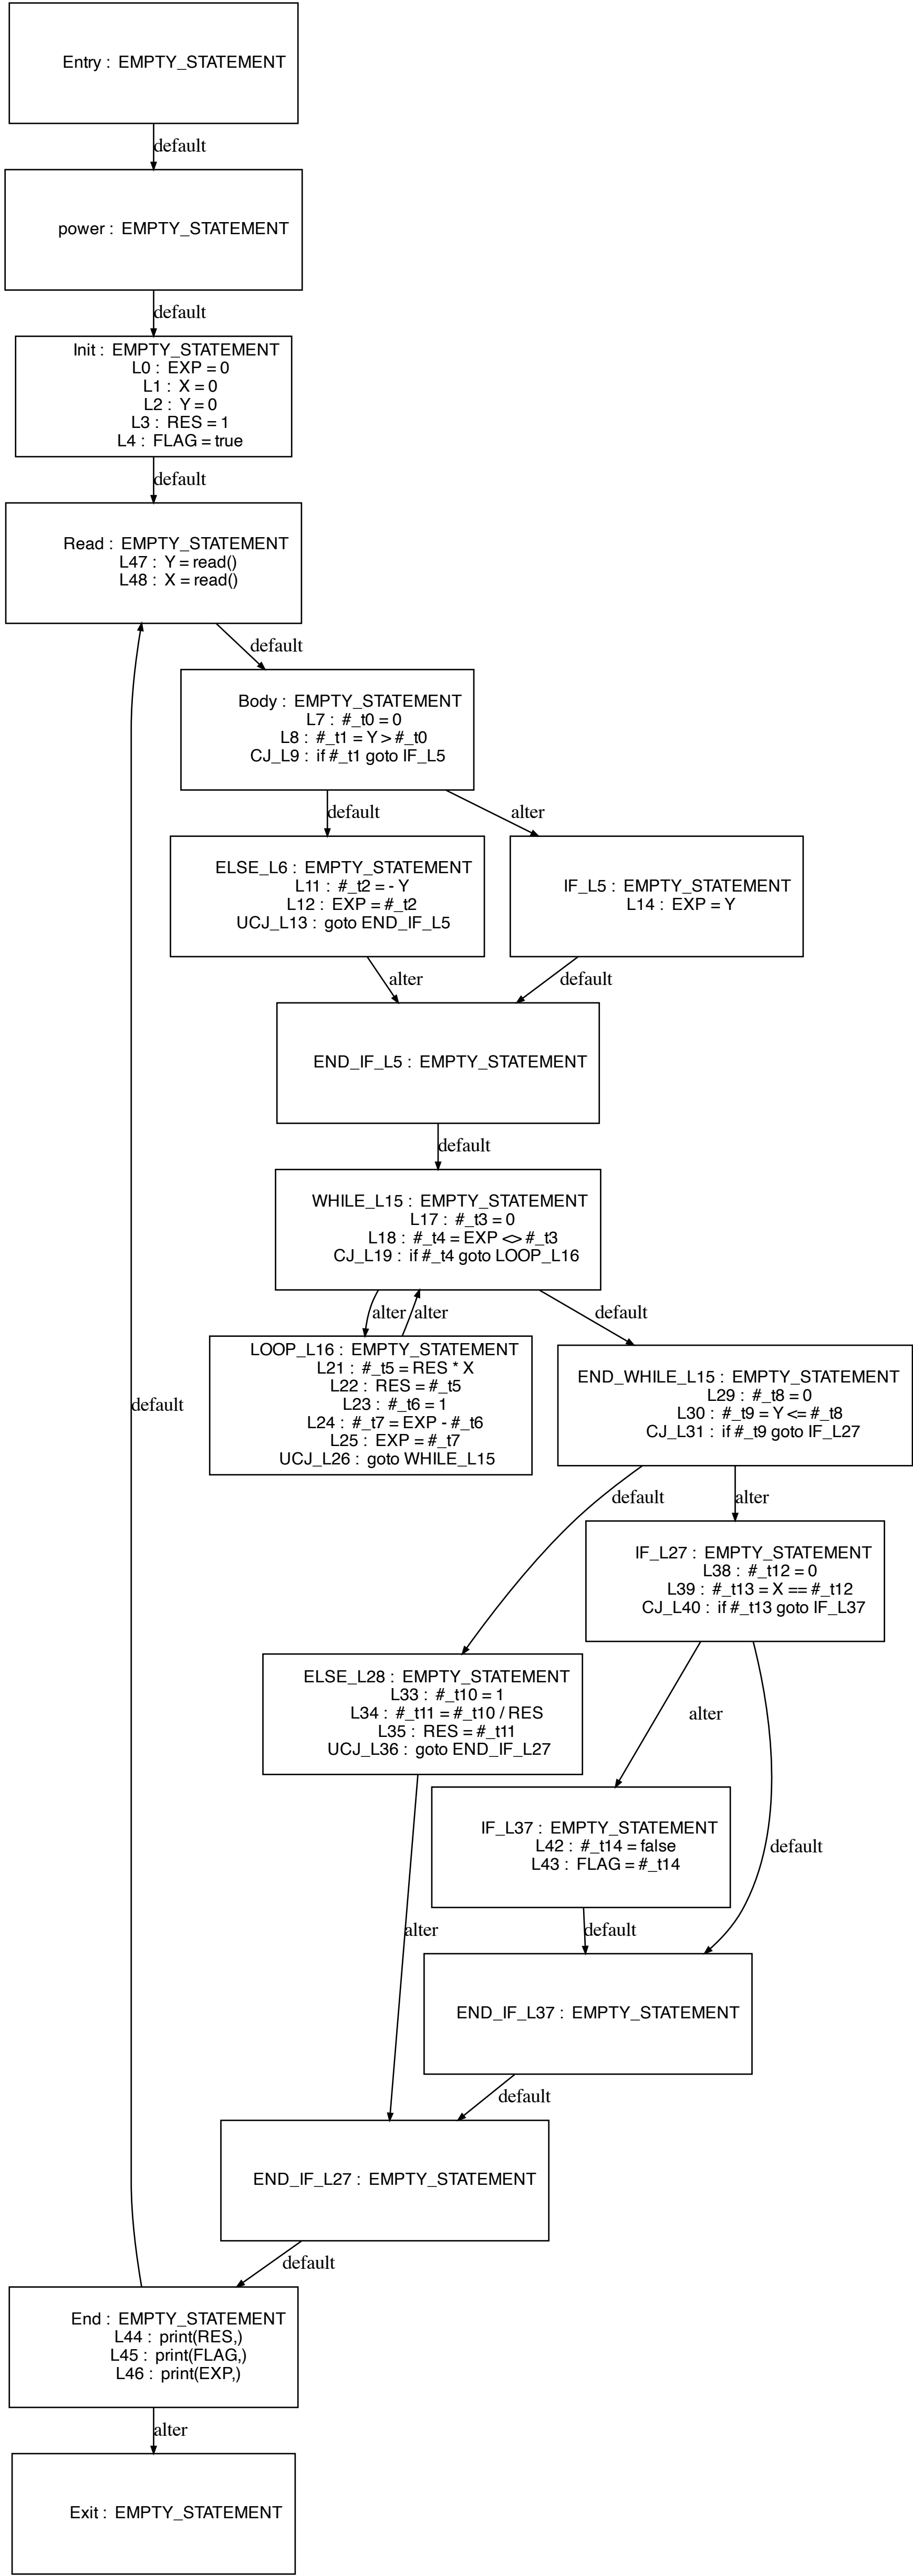 Entry : EMPTY_STATEMENT
default
power : EMPTY_STATEMENT
default
Init : EMPTY_STATEMENT
L0 : EXP = 0
L1 : X = 0
L2 : Y = 0
L3 : RES = 1
L4 : FLAG = true
default
Read : EMPTY_STATEMENT
L47 : Y = read()
L48 : X = read()
default
Body : EMPTY_STATEMENT
L7 : #_t0 = 0
L8 : #_t1 = Y > #_t0
CJ_L9 : if #_t1 goto IF_L5
default
alter
ELSE_L6 : EMPTY_STATEMENT
L11 : #_t2 = - Y
L12 : EXP = #_t2
UCJ_L13 : goto END_IF_L5
IF_L5 : EMPTY_STATEMENT
L14 : EXP = Y
alter
default
END_IF_L5 : EMPTY_STATEMENT
default
WHILE_L15 : EMPTY_STATEMENT
L17 : #_t3 = 0
L18 : #_t4 = EXP <> #_t3
CJ_L19 : if #_t4 goto LOOP_L16
alter
alter
default
LOOP_L16 : EMPTY_STATEMENT
L21 : #_t5 = RES * X
L22 : RES = #_t5
L23 : #_t6 = 1
L24 : #_t7 = EXP - #_t6
L25 : EXP = #_t7
UCJ_L26 : goto WHILE_L15
END_WHILE_L15 : EMPTY_STATEMENT
L29 : #_t8 = 0
L30 : #_t9 = Y <= #_t8
CJ_L31 : if #_t9 goto IF_L27
default
default
alter
IF_L27 : EMPTY_STATEMENT
L38 : #_t12 = 0
L39 : #_t13 = X == #_t12
CJ_L40 : if #_t13 goto IF_L37
ELSE_L28 : EMPTY_STATEMENT
L33 : #_t10 = 1
L34 : #_t11 = #_t10 / RES
L35 : RES = #_t11
UCJ_L36 : goto END_IF_L27
alter
IF_L37 : EMPTY_STATEMENT
L42 : #_t14 = false
L43 : FLAG = #_t14
default
alter
default
END_IF_L37 : EMPTY_STATEMENT
default
END_IF_L27 : EMPTY_STATEMENT
default
End : EMPTY_STATEMENT
L44 : print(RES,)
L45 : print(FLAG,)
L46 : print(EXP,)
alter
Exit : EMPTY_STATEMENT